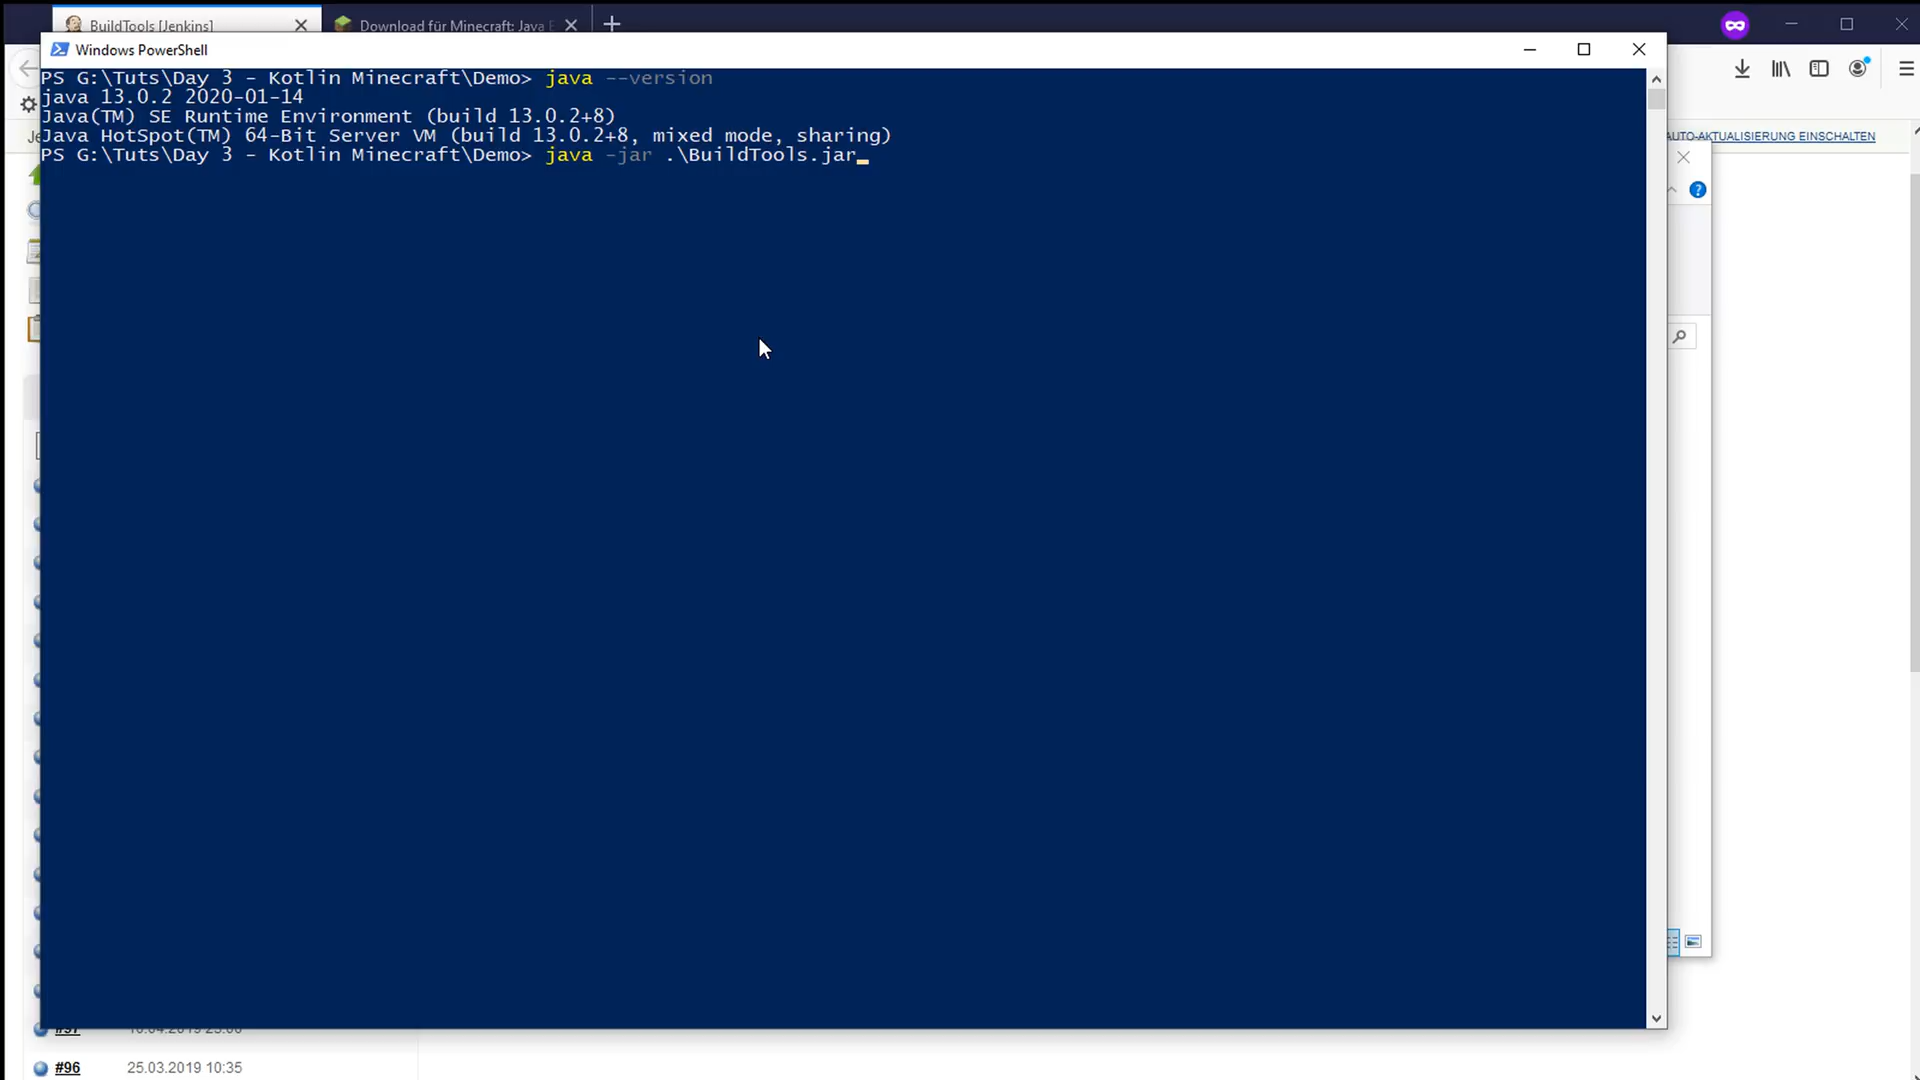 BuildTools [Jenkins]
Download für Minecraft: Java E
Windows PowerShell
PS G:\Tuts\Day 3 - Kotlin Minecraft\Demo> java --version
java 13.0.2 2020-01-14
Java(TM) SE Runtime Environment (build 13.0.2+8)
Java HotSpot(TM) 64-Bit Server VM (build 13.0.2+8, mixed mode, sharing)
PS G:\Tuts\Day 3 - Kotlin Minecraft\Demo> java -jar .\BuildTools.jar
AUTO-AKTUALISIERUNG EINSCHALTEN
#96 25.03.2019 10:35